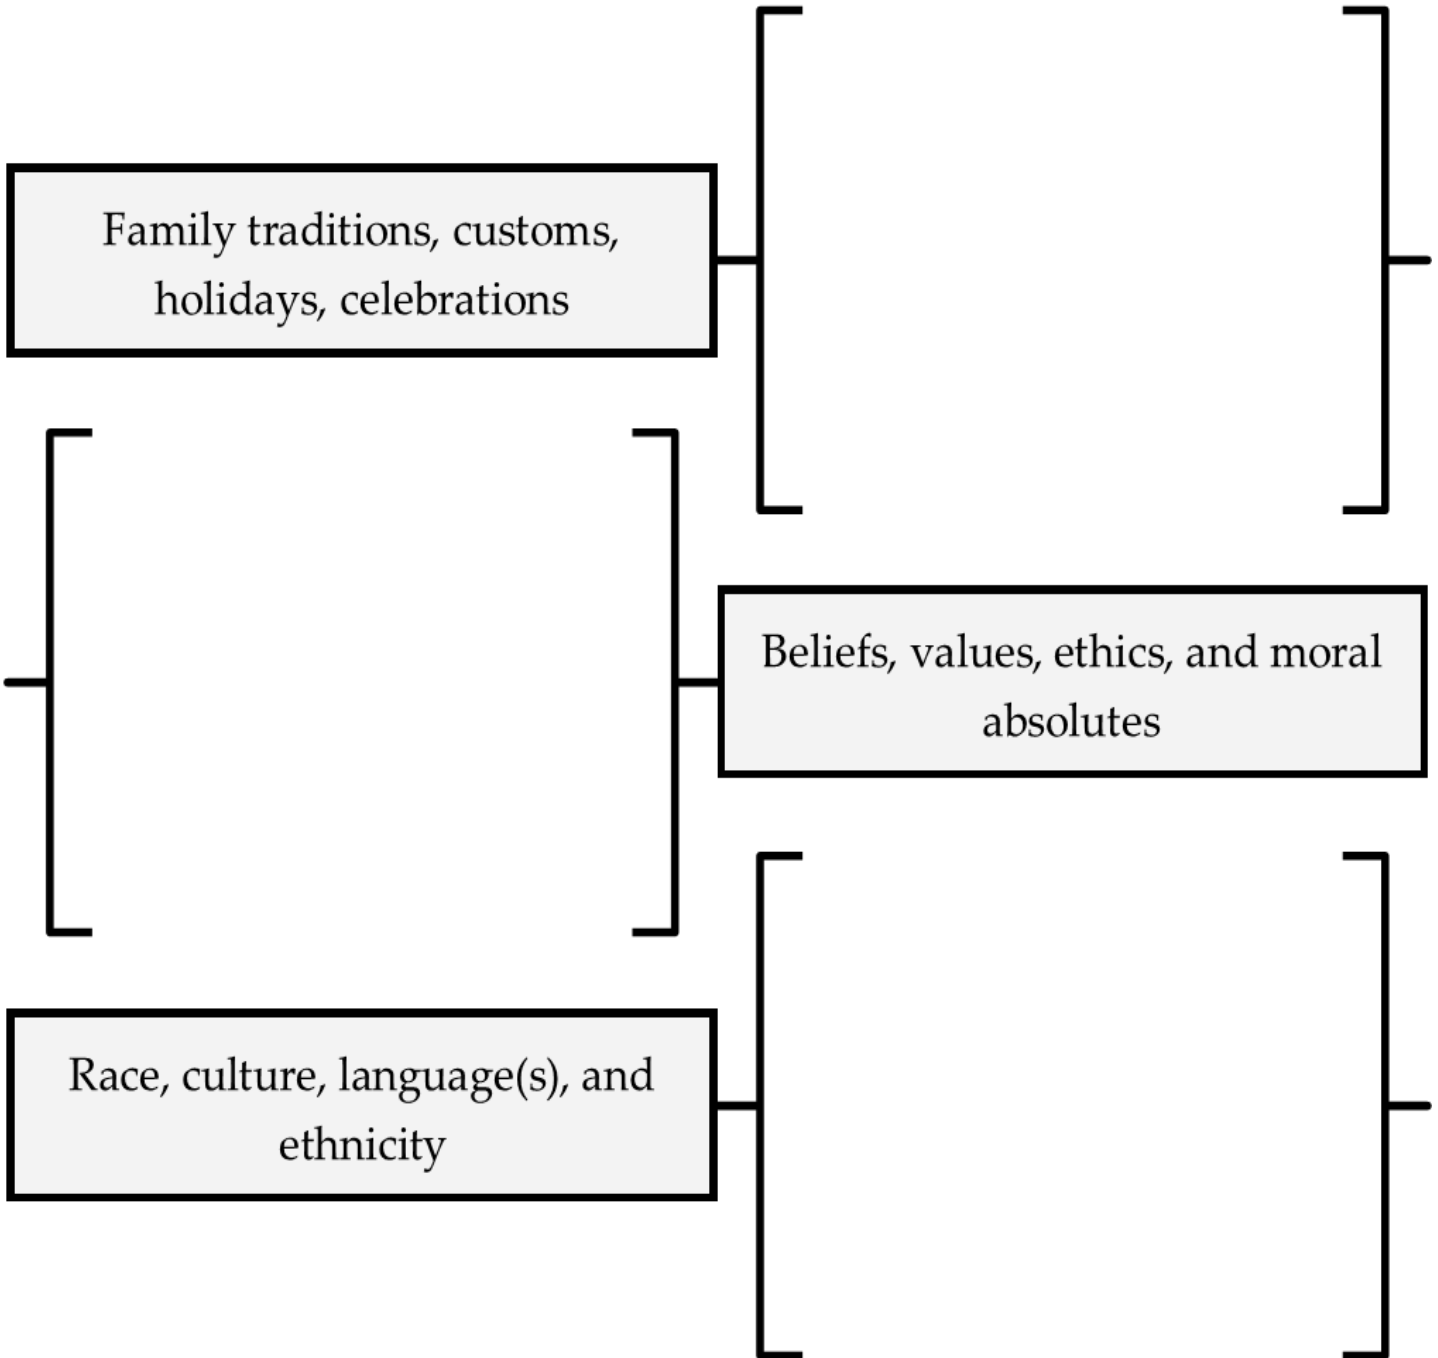 Family traditions, customs,
holidays, celebrations
Beliefs, values, ethics, and moral
absolutes
Race, culture, language(s), and
ethnicity